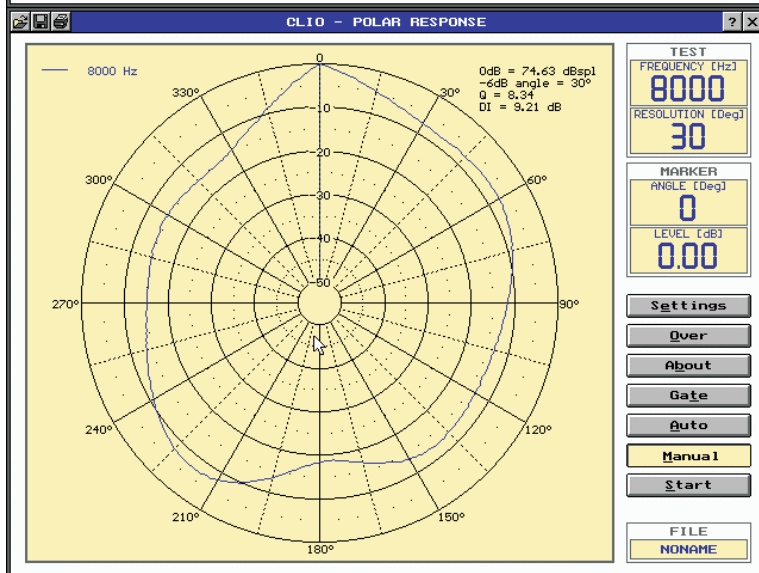 CLIO - POLAR RESPONSE
? X
8000 Hz
0dB = 74.63 dBspl
-6dB angle = 30°
Q = 8.34
DI = 9.21 dB
0
330°
30°
-10
-20
300°
60°
-30
-40
-50
270°
90°
240°
120°
210°
150°
180°
TEST
FREQUENCY [Hz]
8000
RESOLUTION [Deg]
30
MARKER
ANGLE [Deg]
0
LEVEL [dB]
0.00
Settings
Over
About
Gate
Auto
Manual
Start
FILE
NONAME